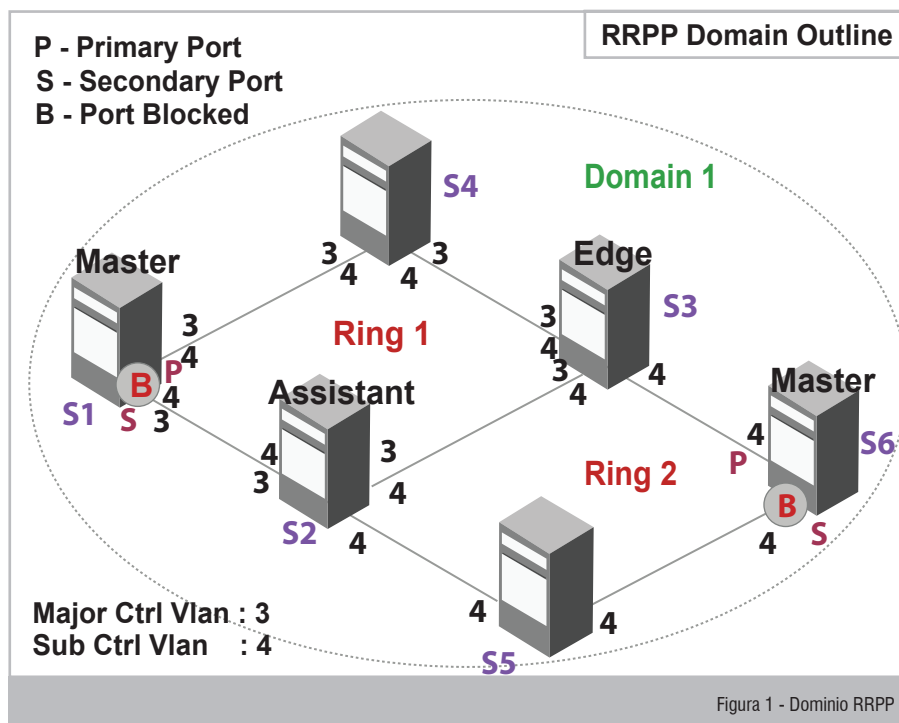 RRPP Domain Outline
P - Primary Port
S - Secondary Port
B - Port Blocked
Domain 1
S4
3
4
3
4
Master
Edge
3
4
P
B
4
3
S
S1
Ring 1
3
4
3
4
S3
4
Assistant
4
3
3
4
S2
4
Master
4
P
S6
B
S
4
Ring 2
4
4
S5
Major Ctrl Vlan : 3
Sub Ctrl Vlan : 4
Figura 1 - Dominio RRPP